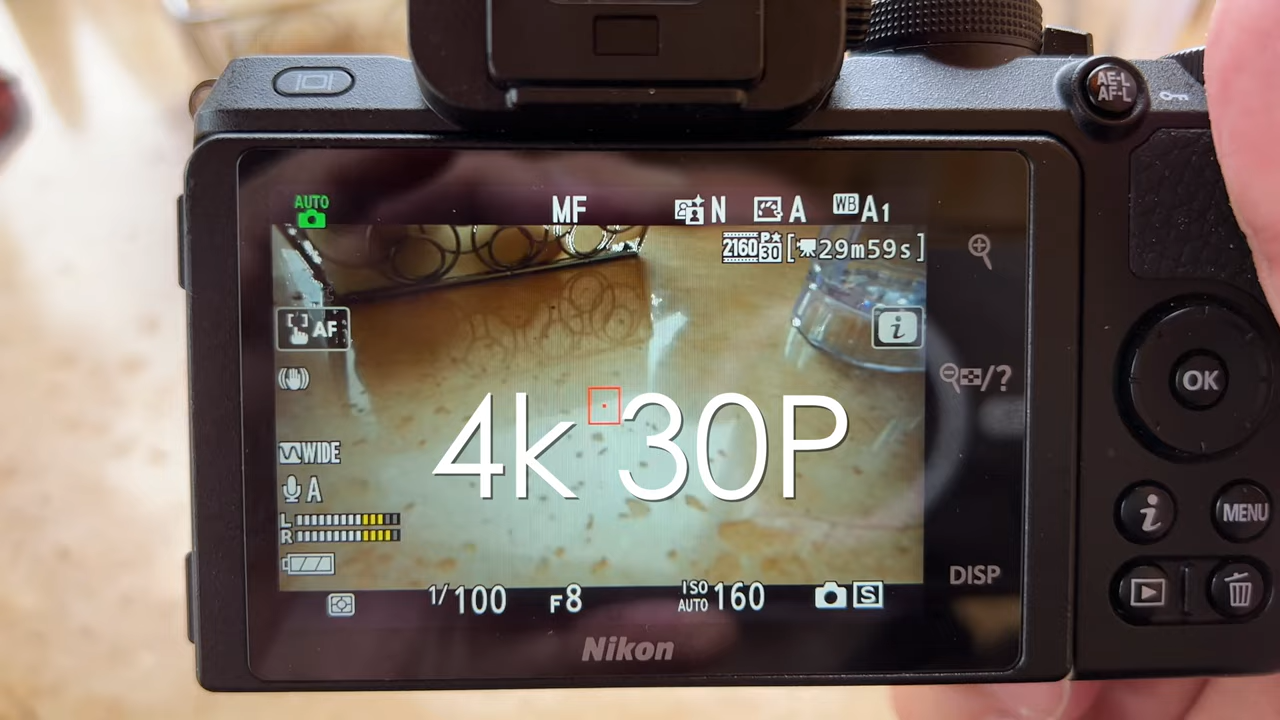 AE-L
AF-L
AUTO
MF
N
A
WB A1
2160 P★
30
[29m59s]
AF
i
/?
OK
4k 30P
WIDE
A
L
R
i
MENU
DISP
1/100
F8
ISO
AUTO 160
S
Nikon